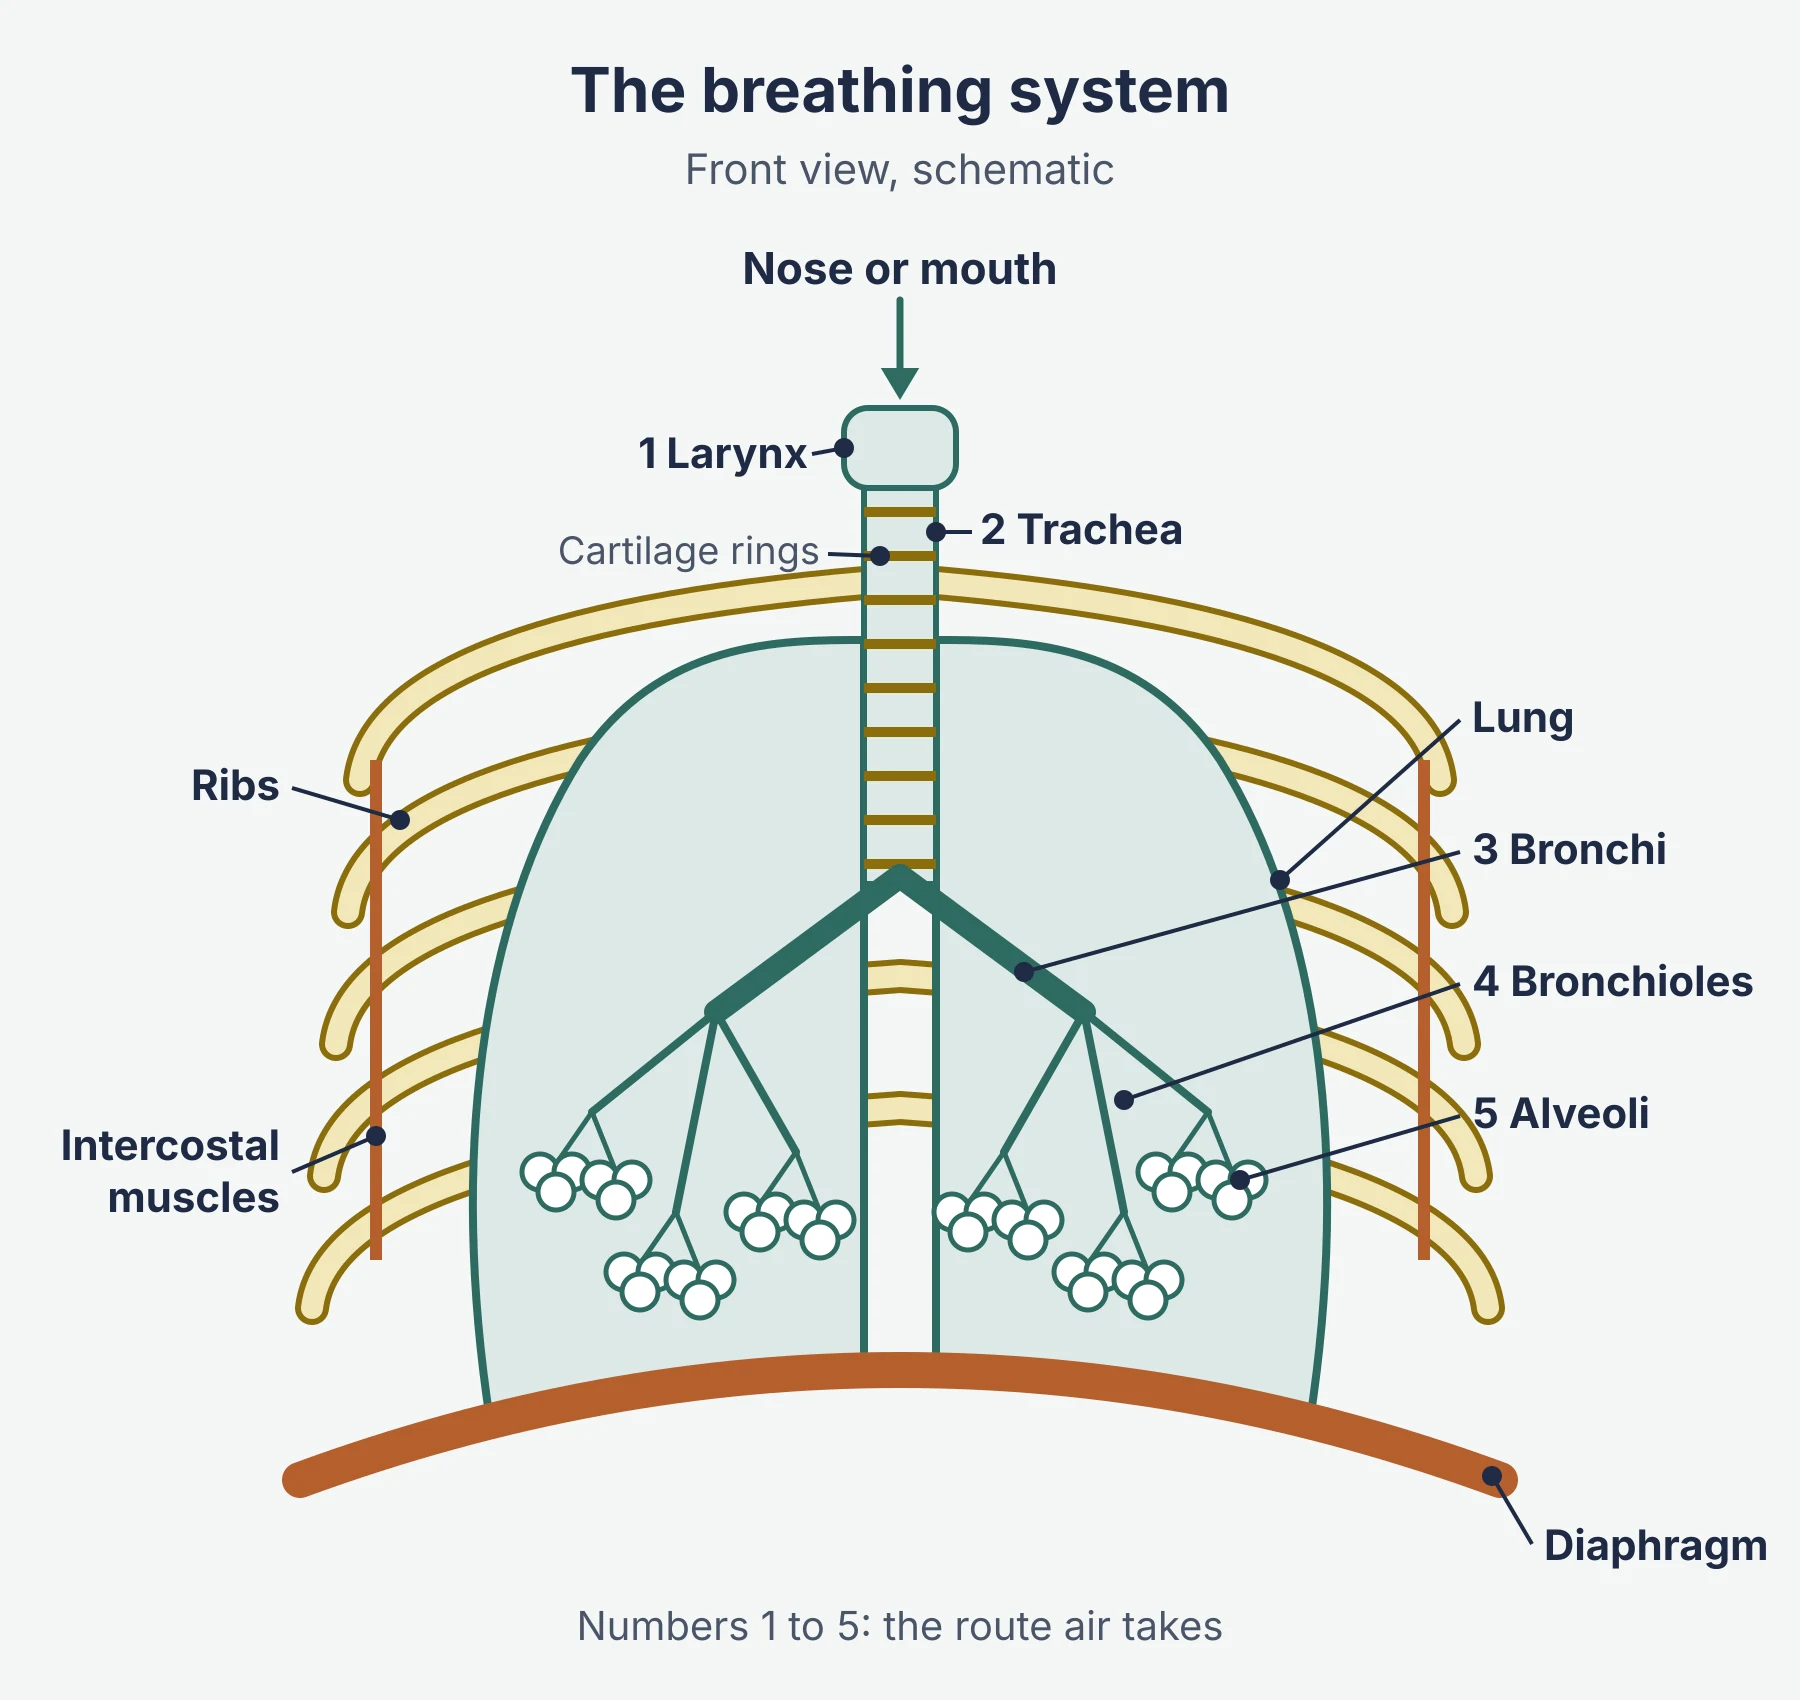 The breathing system
Front view, schematic
Nose or mouth
1 Larynx
2 Trachea
Cartilage rings
Lung
Ribs
3 Bronchi
4 Bronchioles
5 Alveoli
Intercostal
muscles
Diaphragm
Numbers 1 to 5: the route air takes